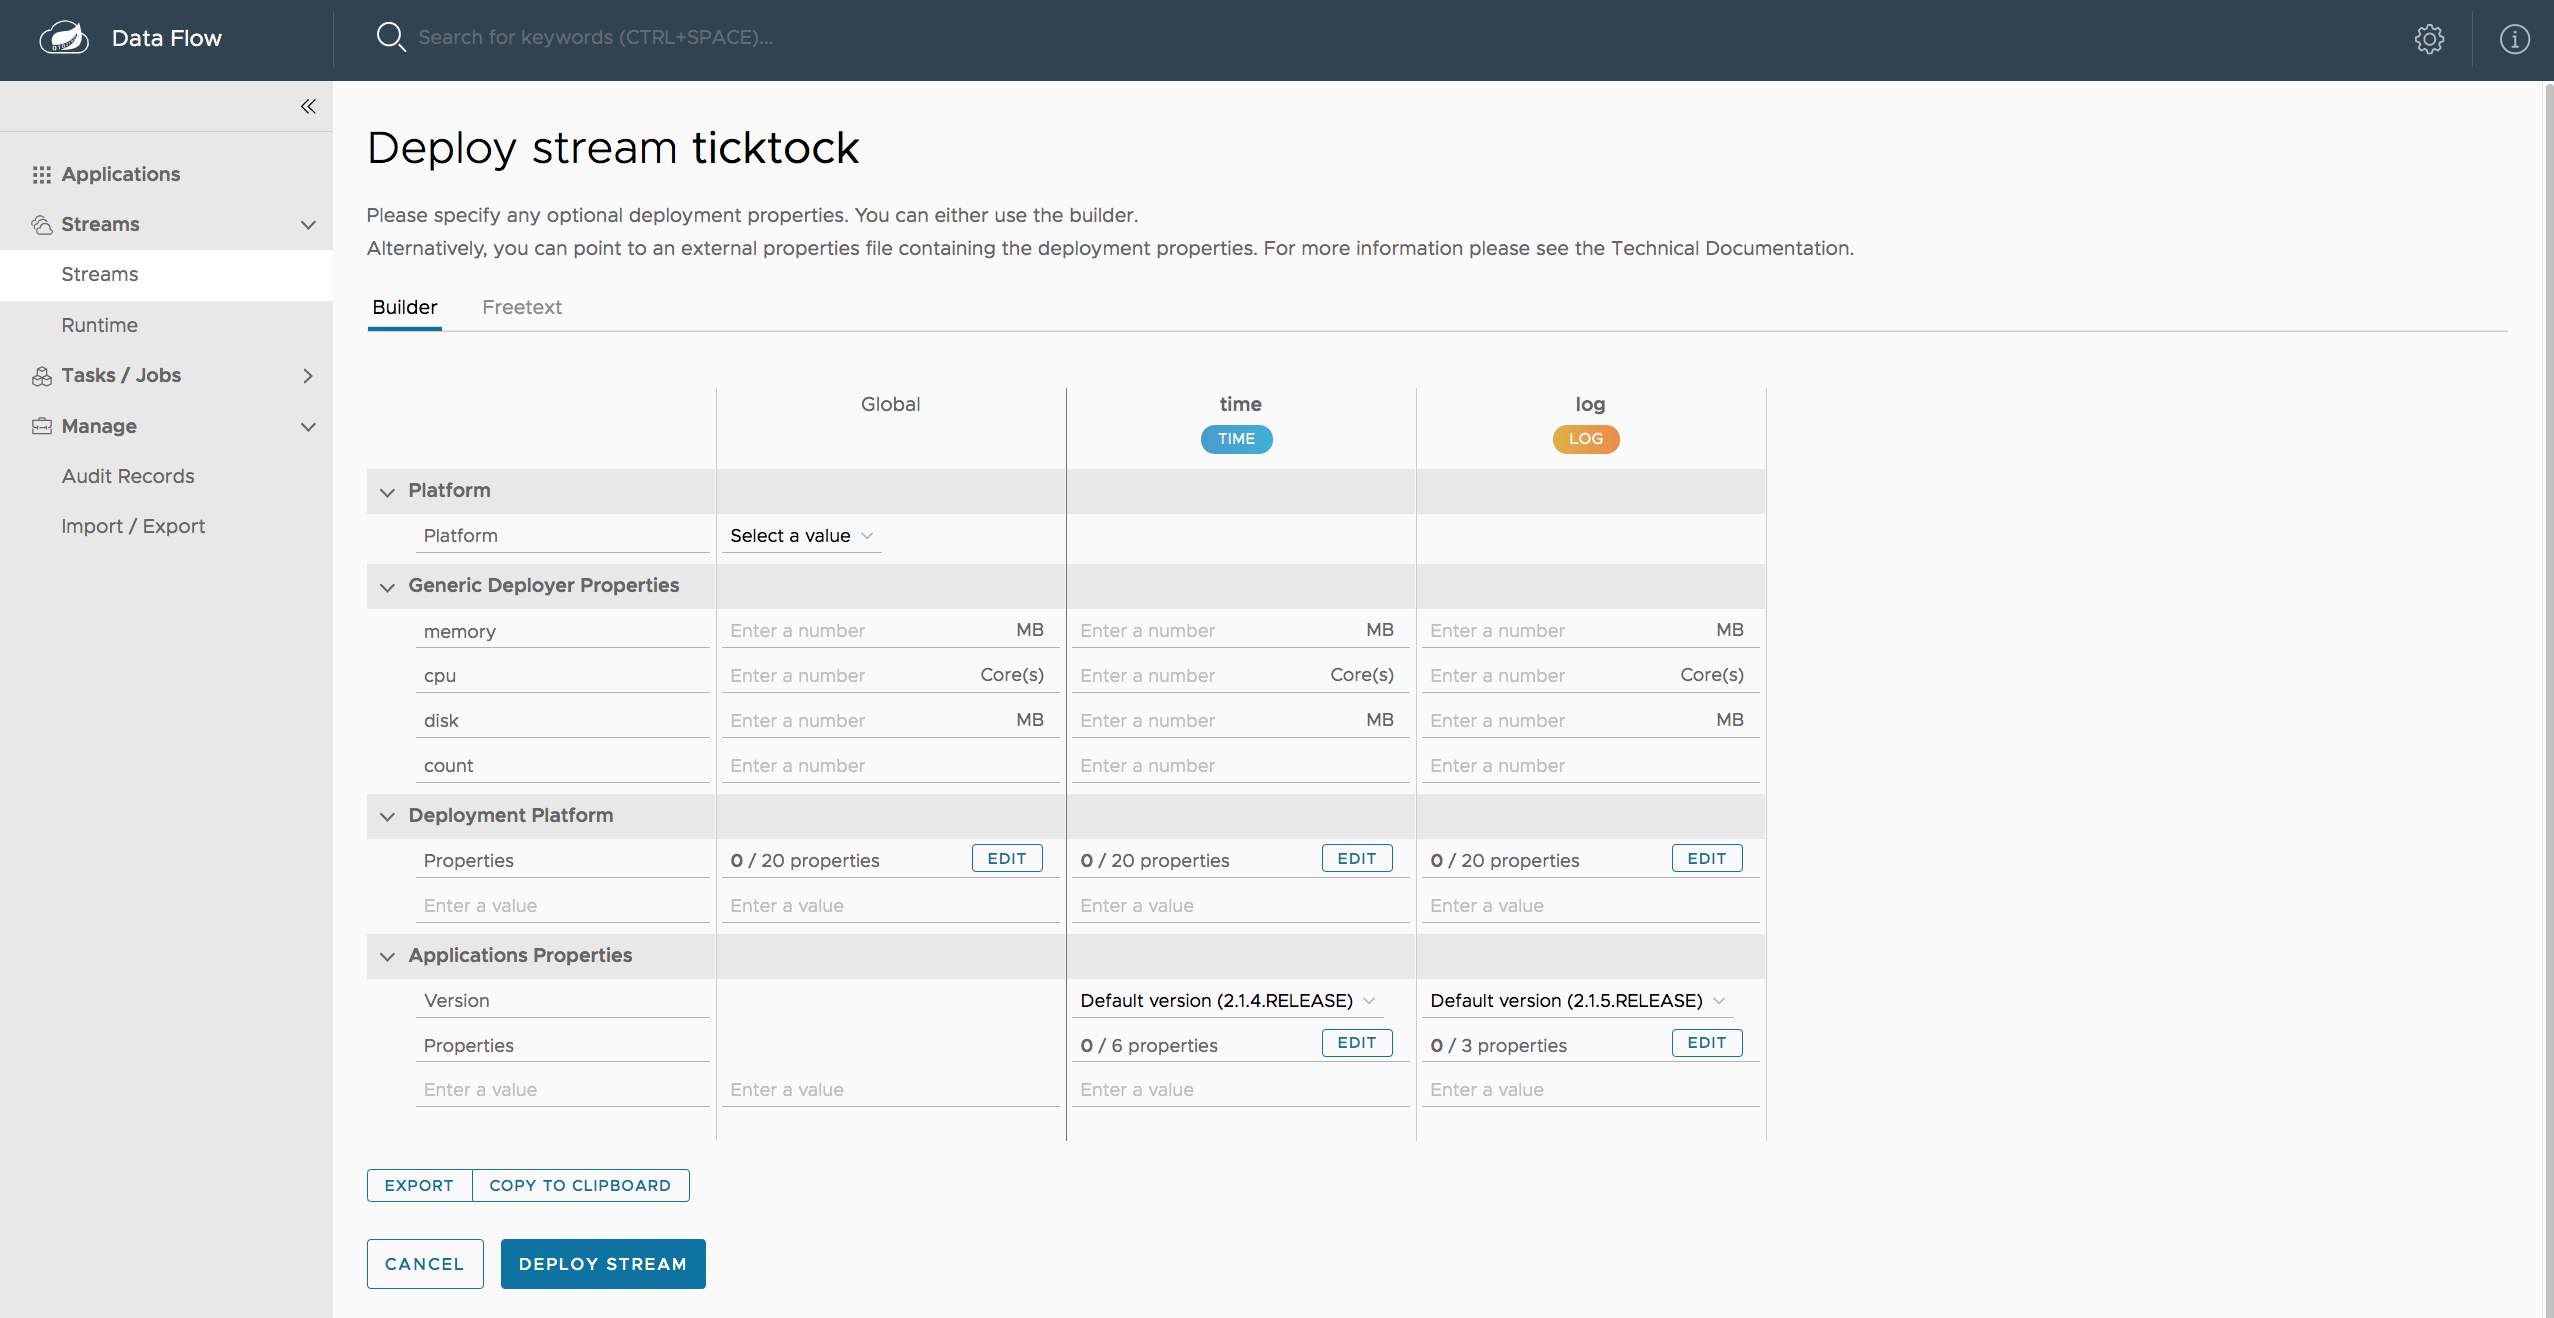 Data Flow
Search for keywords (CTRL+SPACE)...
Applications
Streams
Streams
Runtime
Tasks / Jobs
Manage
Audit Records
Import / Export
Deploy stream ticktock
Please specify any optional deployment properties. You can either use the builder.
Alternatively, you can point to an external properties file containing the deployment properties. For more information please see the Technical Documentation.
Builder Freetext
Global time log
TIME LOG
Platform
Platform Select a value
Generic Deployer Properties
memory Enter a number MB Enter a number MB Enter a number MB
cpu Enter a number Core(s) Enter a number Core(s) Enter a number Core(s)
disk Enter a number MB Enter a number MB Enter a number MB
count Enter a number Enter a number Enter a number
Deployment Platform
Properties 0 / 20 properties EDIT 0 / 20 properties EDIT 0 / 20 properties EDIT
Enter a value Enter a value Enter a value Enter a value
Applications Properties
Version Default version (2.1.4.RELEASE) Default version (2.1.5.RELEASE)
Properties 0 / 6 properties EDIT 0 / 3 properties EDIT
Enter a value Enter a value Enter a value Enter a value
EXPORT COPY TO CLIPBOARD
CANCEL DEPLOY STREAM